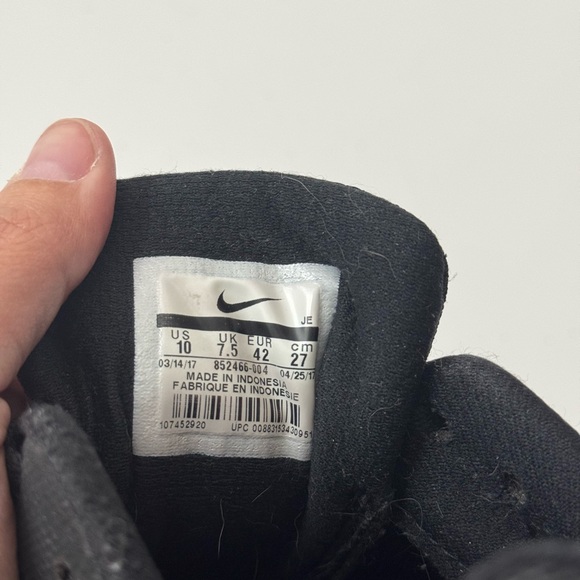 JE
US UK EUR cm
10 7.5 42 27
03/14/17 852466-004 04/25/17
MADE IN INDONESIA
FABRIQUE EN INDONESIE
107452920 UPC 00883153430951